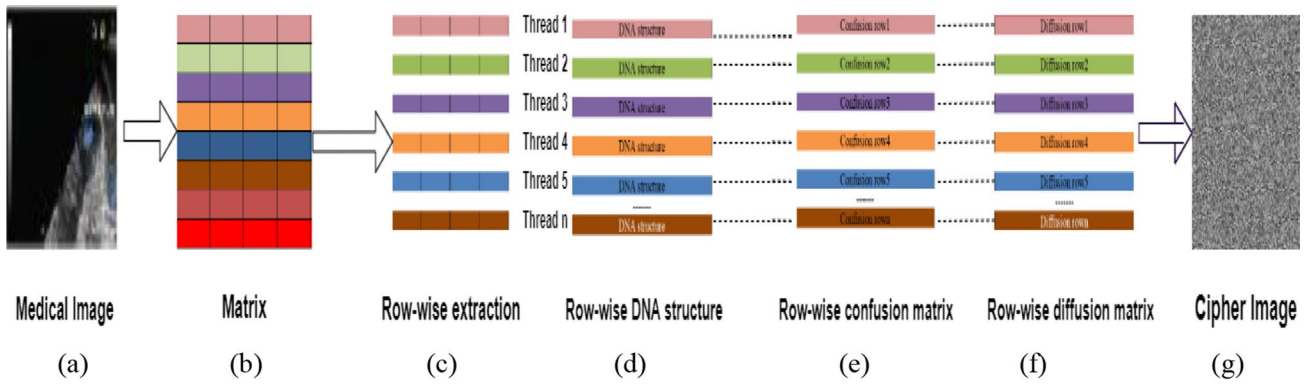 Thread 1 DNA structure Confusion row1 Diffusion row1
Thread 2 DNA structure Confusion row2 Diffusion row2
Thread 3 DNA structure Confusion row3 Diffusion row3
Thread 4 DNA structure Confusion row4 Diffusion row4
Thread 5 DNA structure Confusion row5 Diffusion row5
Thread n DNA structure Confusion rown Diffusion rown
Medical Image Matrix Row-wise extraction Row-wise DNA structure Row-wise confusion matrix Row-wise diffusion matrix Cipher Image
(a) (b) (c) (d) (e) (f) (g)